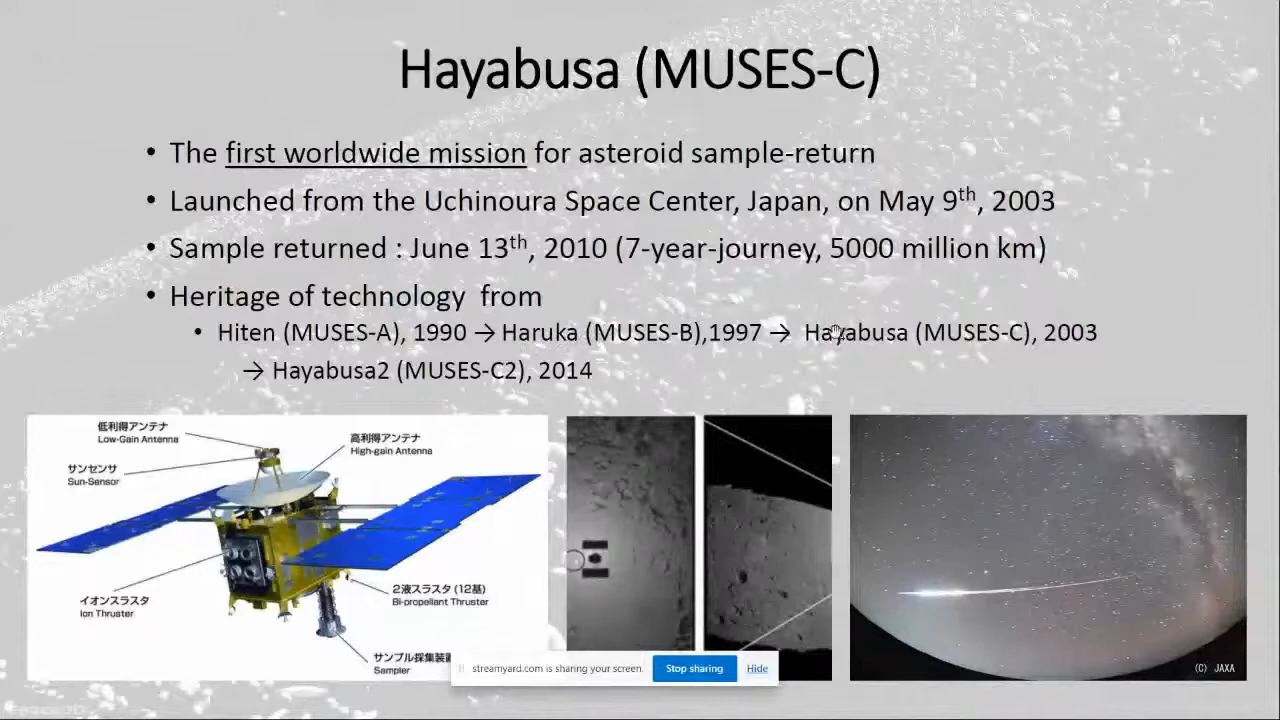 Hayabusa (MUSES-C)
• The first worldwide mission for asteroid sample-return
• Launched from the Uchinoura Space Center, Japan, on May 9th, 2003
• Sample returned : June 13th, 2010 (7-year-journey, 5000 million km)
• Heritage of technology from
• Hiten (MUSES-A), 1990 → Haruka (MUSES-B),1997 → Hayabusa (MUSES-C), 2003
→ Hayabusa2 (MUSES-C2), 2014
低利得アンテナ
Low-Gain Antenna
高利得アンテナ
High-gain Antenna
サンセンサ
Sun-Sensor
イオンスラスタ
Ion Thruster
2液スラスタ (12基)
Bi-propellant Thruster
サンプル採集装
Sampler
streamyard.com is sharing your screen.
Stop sharing
Hide
(C) JAXA